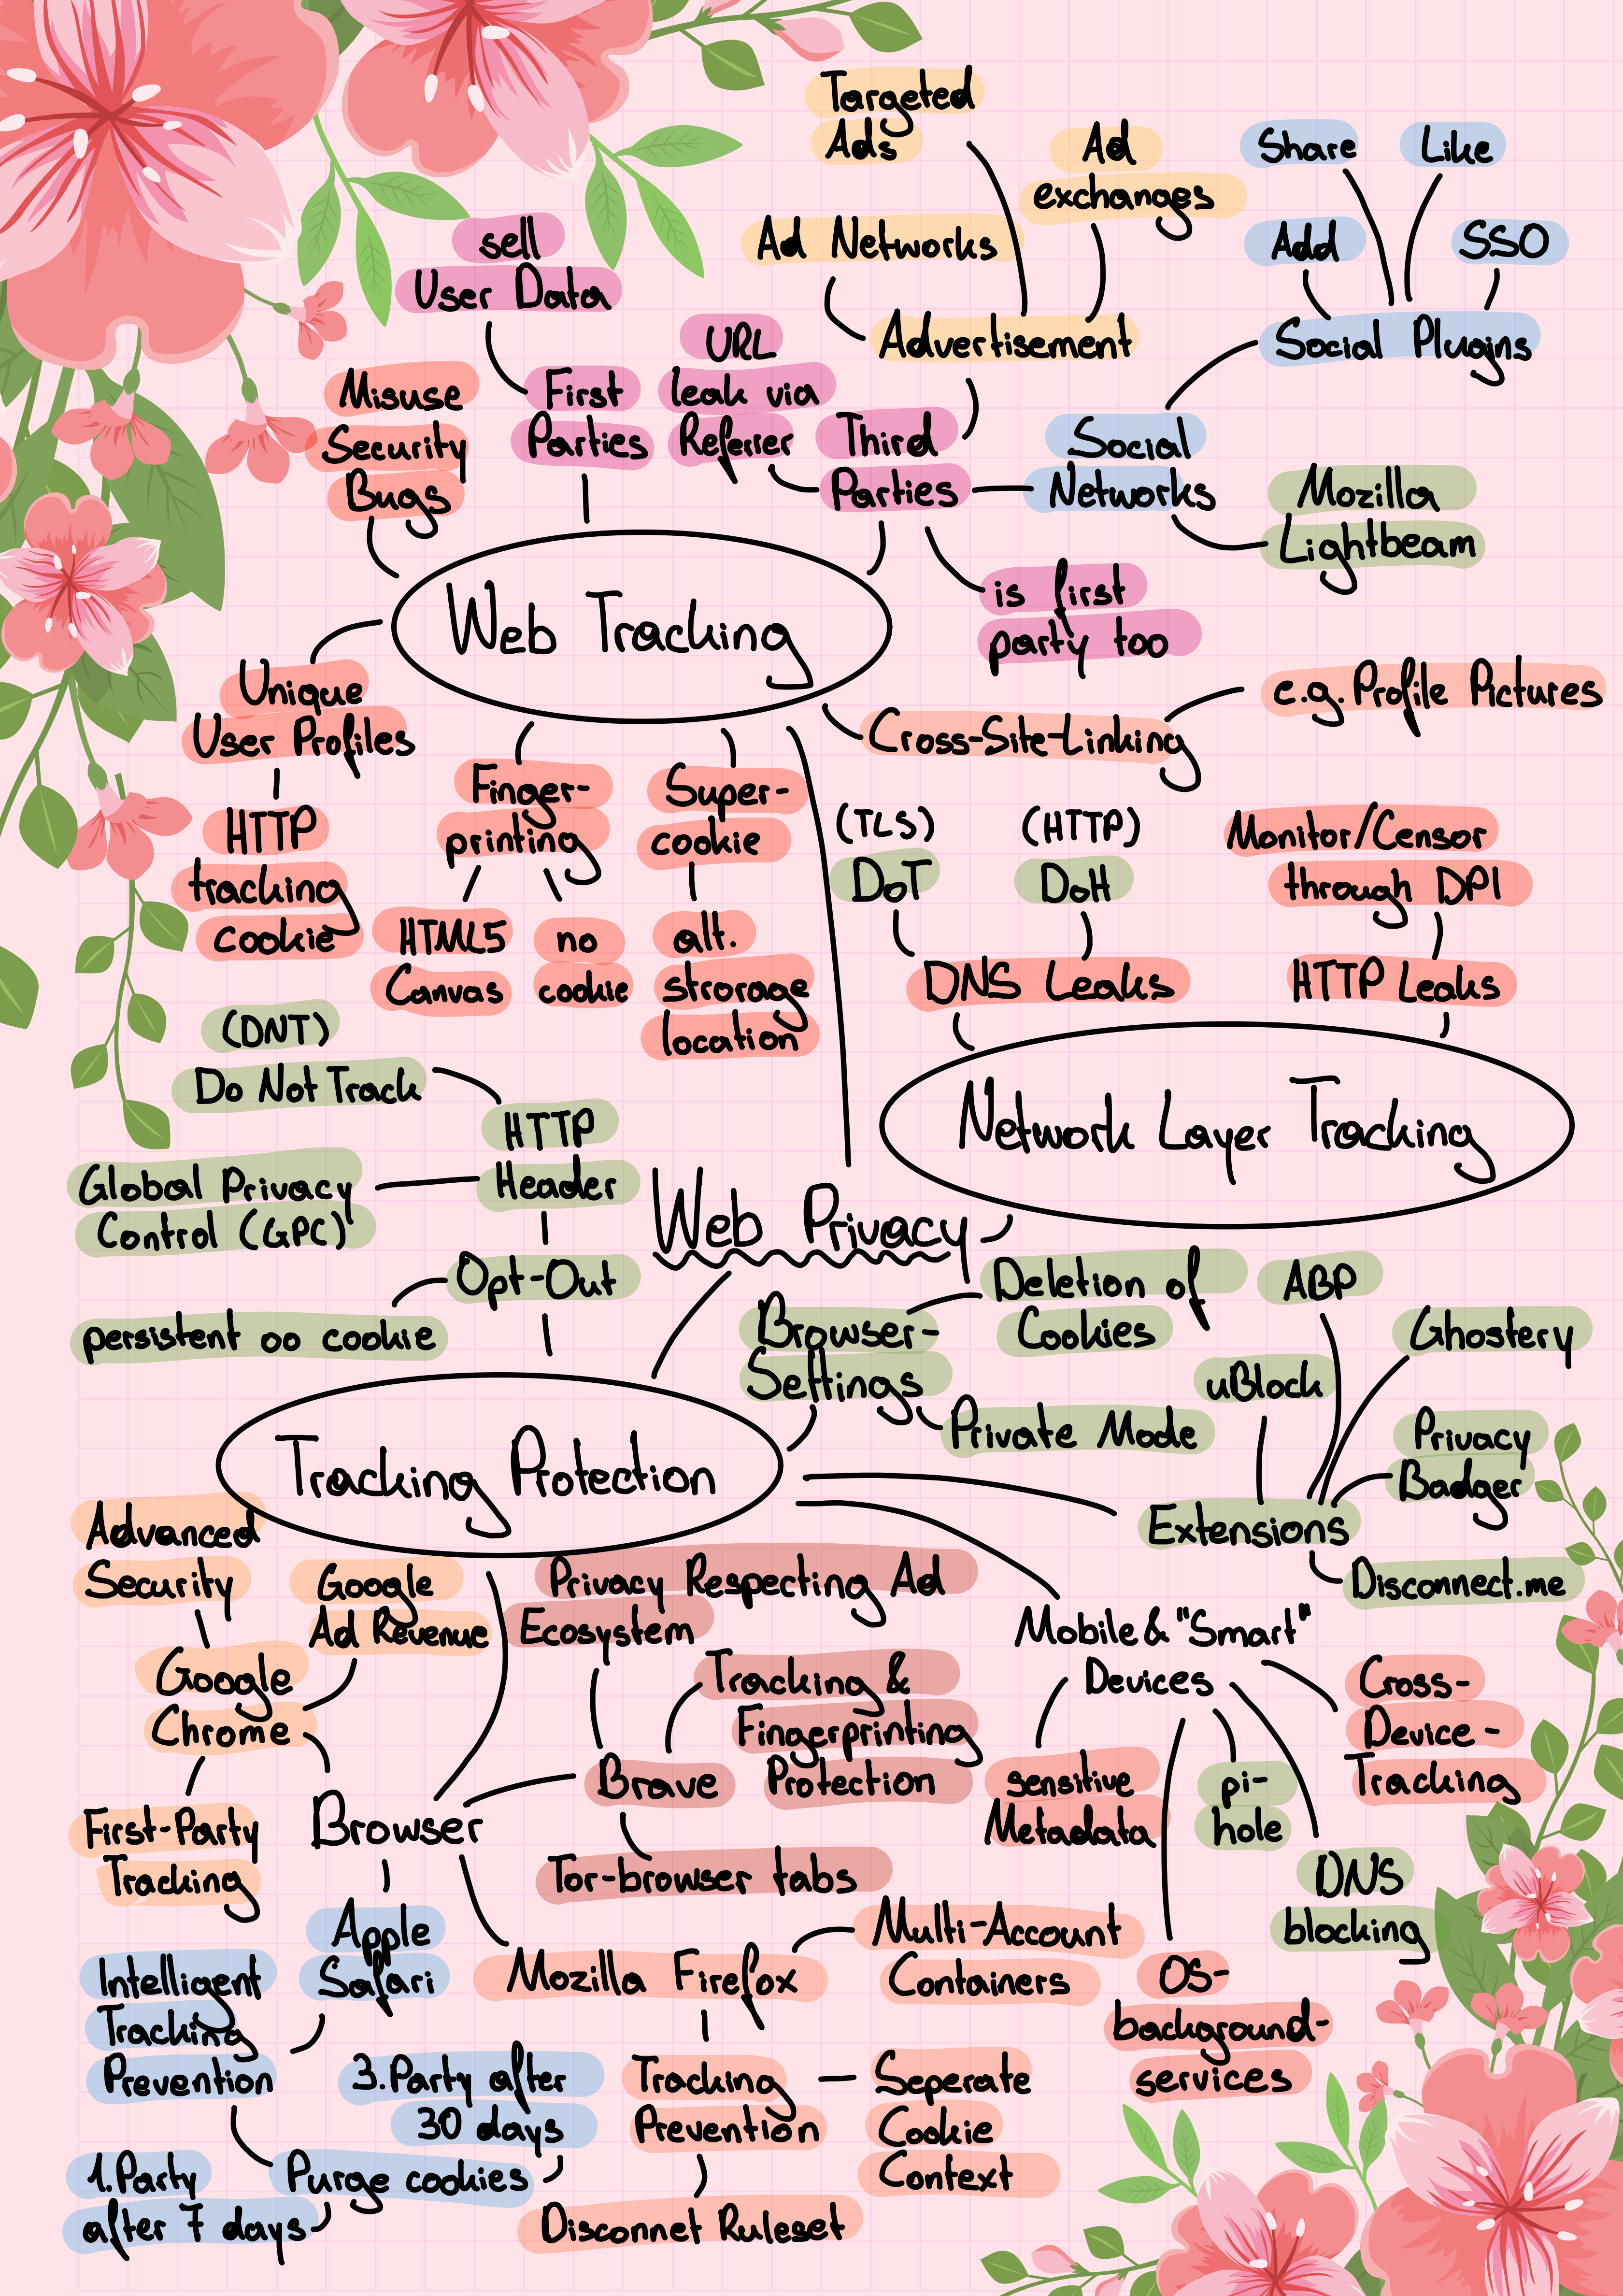 Targeted
Ads
Ad
exchanges
Ad Networks
Advertisement
Share
Like
Add
SSO
Social Plugins
sell
User Data
First
Parties
URL
leak via
Referrer
Third
Parties
Social
Networks
Mozilla
Lightbeam
is first
party too
Misuse
Security
Bugs
Web Tracking
Unique
User Profiles
HTTP
tracking
cookie
Finger-
printing
HTML5
Canvas
no
cookie
Super-
cookie
alt.
strorage
location
Cross-Site-Linking
e.g. Profile Pictures
(TLS)
DoT
(HTTP)
DoH
DNS Leaks
Monitor/Censor
through DPI
HTTP Leaks
Network Layer Tracking
(DNT)
Do Not Track
HTTP
Header
Global Privacy
Control (GPC)
Opt-Out
persistent oo cookie
Web Privacy
Browser-
Settings
Deletion of
Cookies
Private Mode
ABP
uBlock
Ghostery
Privacy
Badger
Extensions
Disconnect.me
Tracking Protection
Advanced
Security
Google
Ad Revenue
Google
Chrome
First-Party
Tracking
Privacy Respecting Ad
Ecosystem
Tracking &
Fingerprinting
Protection
Brave
Tor-browser tabs
Browser
Mobile & "Smart"
Devices
sensitive
Metadata
pi-
hole
Cross-
Device-
Tracking
DNS
blocking
OS-
background-
services
Apple
Safari
Intelligent
Tracking
Prevention
3. Party after
30 days
Purge cookies
1. Party
after 7 days
Mozilla Firefox
Multi-Account
Containers
Tracking
Prevention
Seperate
Cookie
Context
Disconnet Ruleset